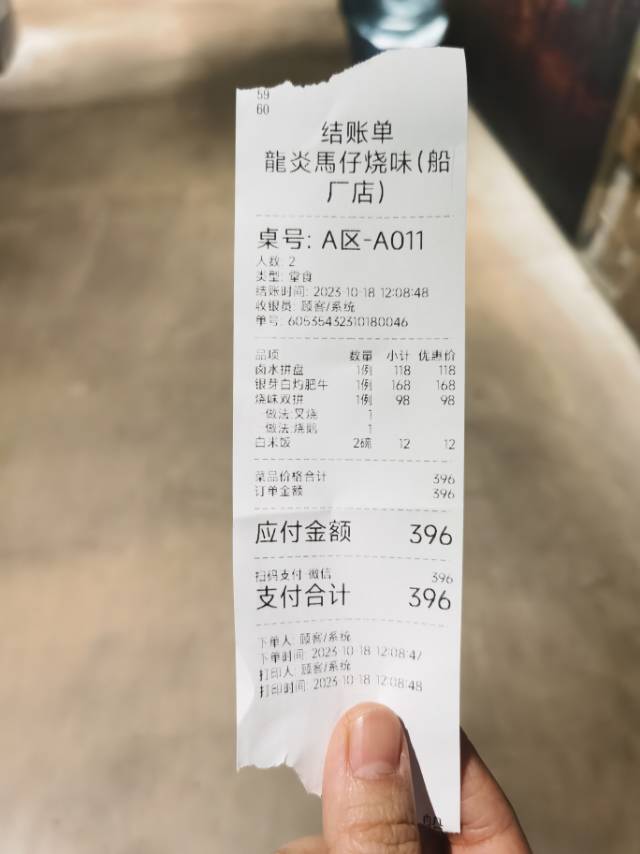 59
60
结账单
龍炎馬仔烧味(船
厂店)
桌号: A区-A011
人数: 2
类型: 堂食
结账时间: 2023-10-18 12:08:48
收银员: 顾客/系统
单号: 60535432310180046
品项 数量 小计 优惠价
卤水拼盘 1例 118 118
银芽白灼肥牛 1例 168 168
烧味双拼 1例 98 98
做法:叉烧 1
做法:烧鹅 1
白米饭 2碗 12 12
菜品价格合计 396
订单金额 396
应付金额 396
扫码支付-微信 396
支付合计 396
下单人: 顾客/系统
下单时间: 2023-10-18 12:08:47
打印人: 顾客/系统
打印时间: 2023-10-18 12:08:48